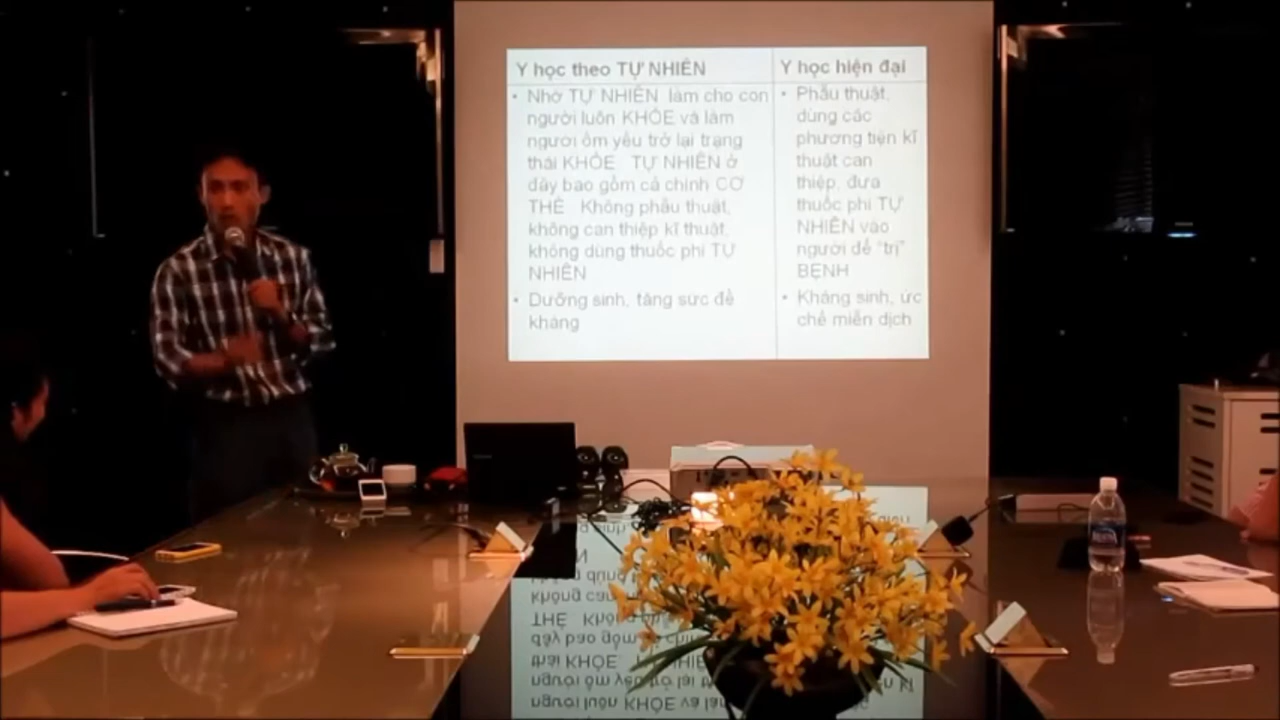 Y học theo TỰ NHIÊN
• Nhờ TỰ NHIÊN làm cho con
người luôn KHỎE và làm
người ốm yếu trở lại trạng
thái KHỎE TỰ NHIÊN ở
đây bao gồm cả chính CƠ
THỂ Không phẫu thuật,
không can thiệp kĩ thuật,
không dùng thuốc phi TỰ
NHIÊN
• Dưỡng sinh, tăng sức đề
kháng
Y học hiện đại
• Phẫu thuật,
dùng các
phương tiện kĩ
thuật can
thiệp, đưa
thuốc phi TỰ
NHIÊN vào
người để "trị"
BỆNH
• Kháng sinh, ức
chế miễn dịch